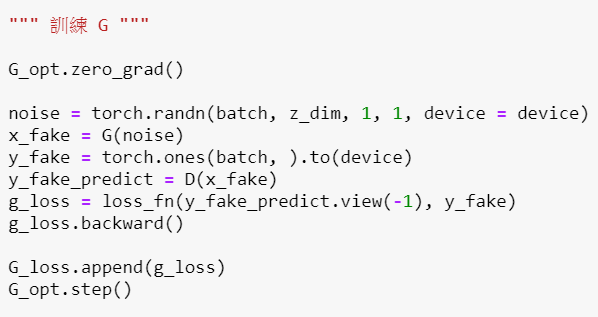 """ 訓練 G """
G_opt.zero_grad()
noise = torch.randn(batch, z_dim, 1, 1, device = device)
x_fake = G(noise)
y_fake = torch.ones(batch, ).to(device)
y_fake_predict = D(x_fake)
g_loss = loss_fn(y_fake_predict.view(-1), y_fake)
g_loss.backward()
G_loss.append(g_loss)
G_opt.step()